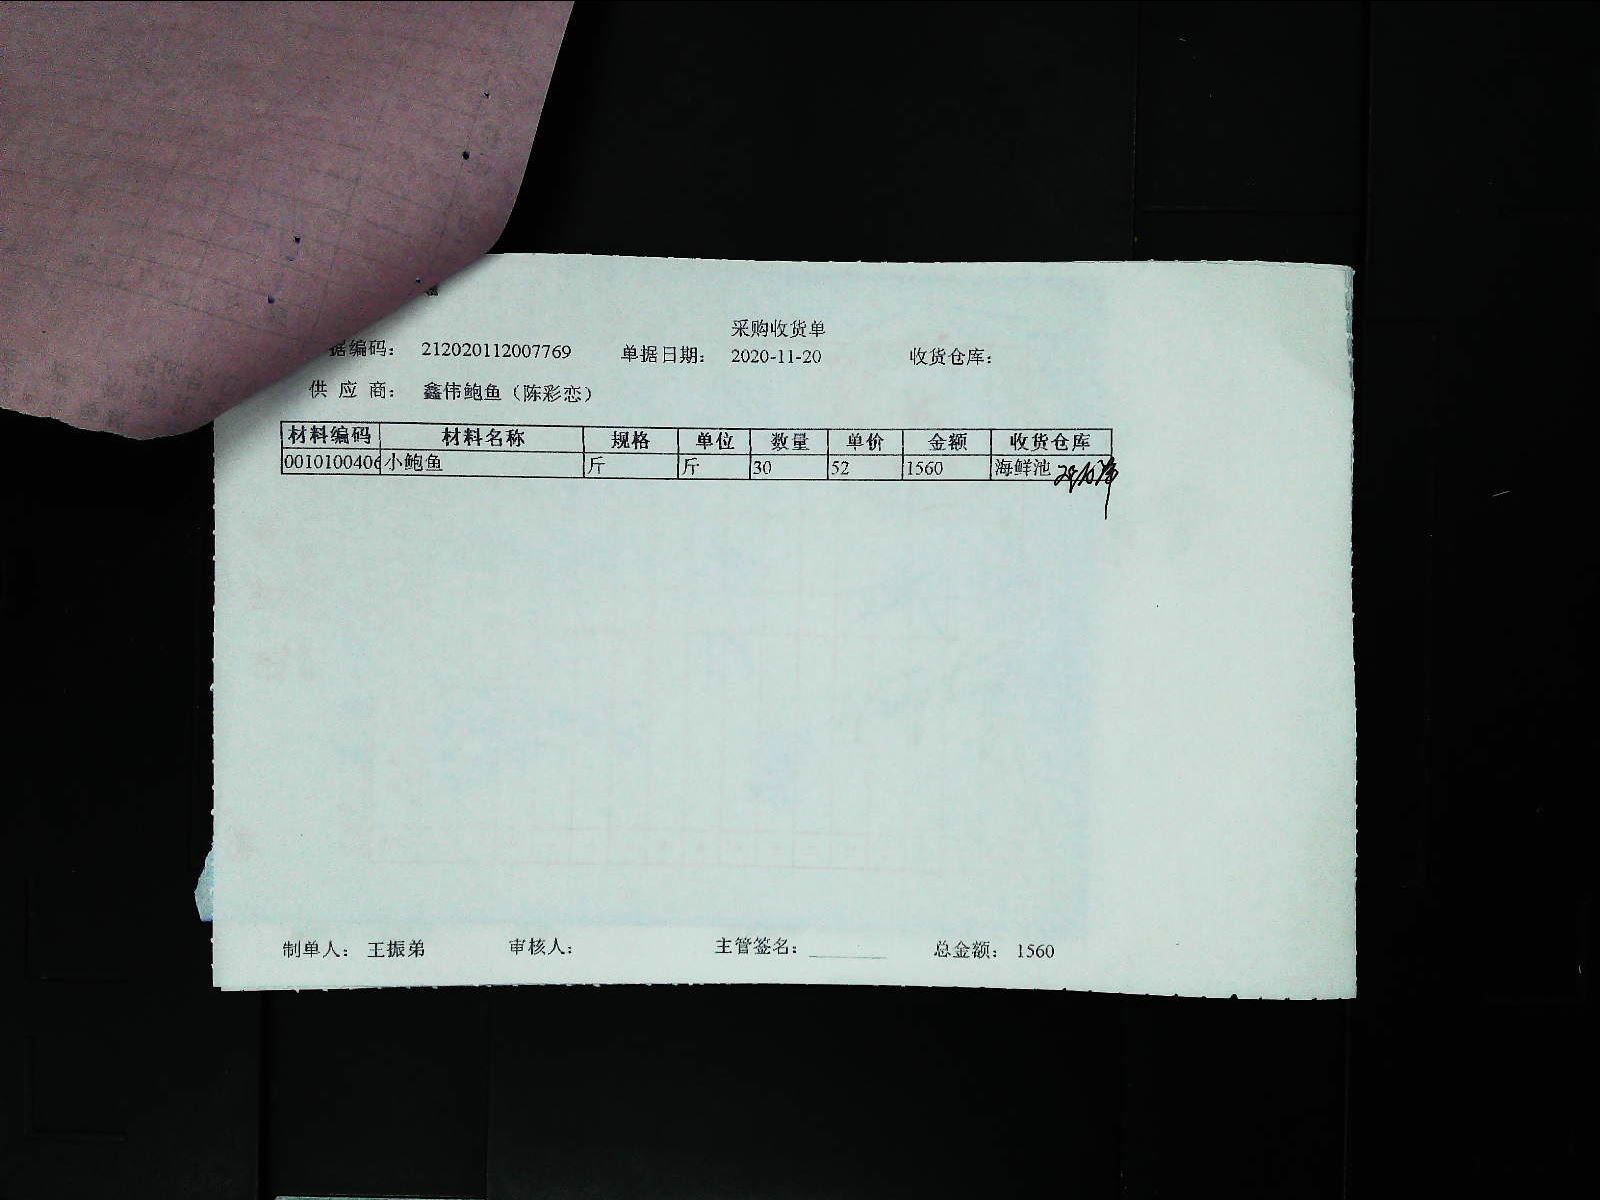 采购收货单
据编码： 212020112007769 单据日期： 2020-11-20 收货仓库：
供 应 商： 鑫伟鲍鱼（陈彩恋）
材料编码 材料名称 规格 单位 数量 单价 金额 收货仓库
0010100406 小鲍鱼 斤 斤 30 52 1560 海鲜池
制单人： 王振弟 审核人： 主管签名： 总金额： 1560